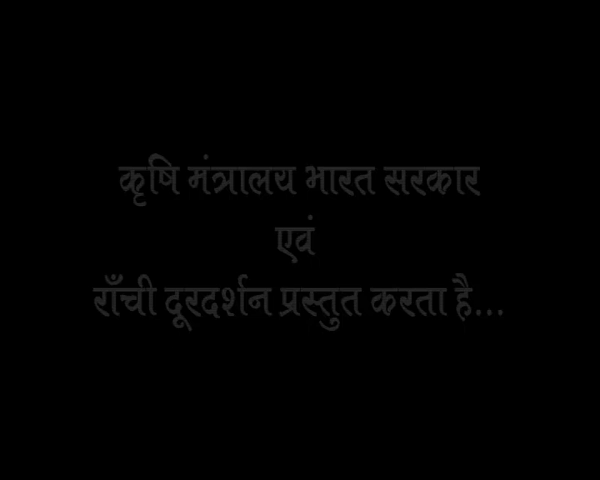 कृषि मंत्रालय भारत सरकार
एवं
राँची दूरदर्शन प्रस्तुत करता है...